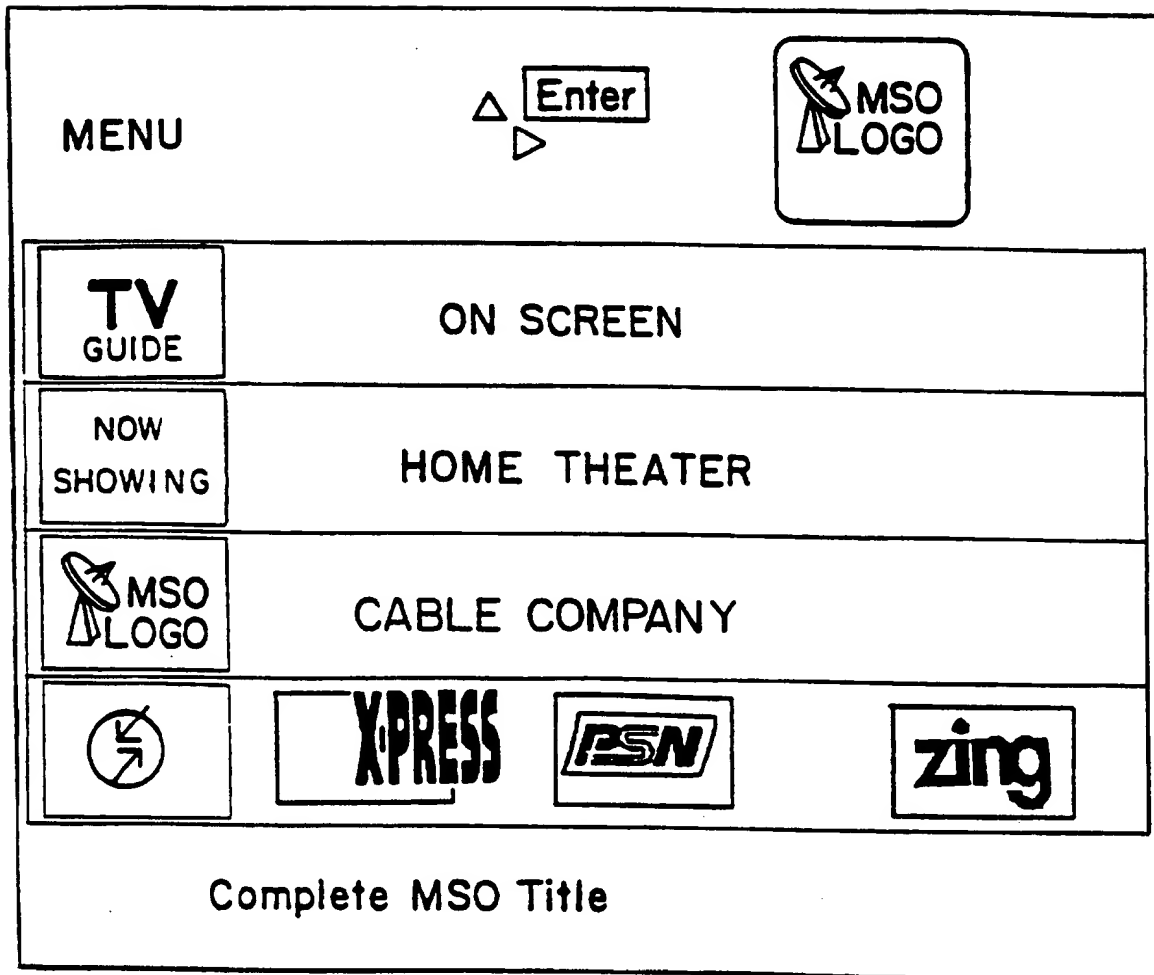 MENU
Enter
MSO
LOGO
TV
GUIDE
ON SCREEN
NOW
SHOWING
HOME THEATER
MSO
LOGO
CABLE COMPANY
X·PRESS
PSN
zing
Complete MSO Title